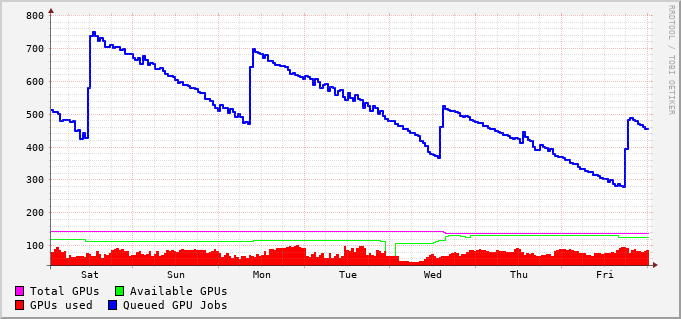 800
700
600
500
400
300
200
100
Sat Sun Mon Tue Wed Thu Fri
Total GPUs Available GPUs
GPUs used Queued GPU Jobs
RRDTOOL / TOBI OETIKER